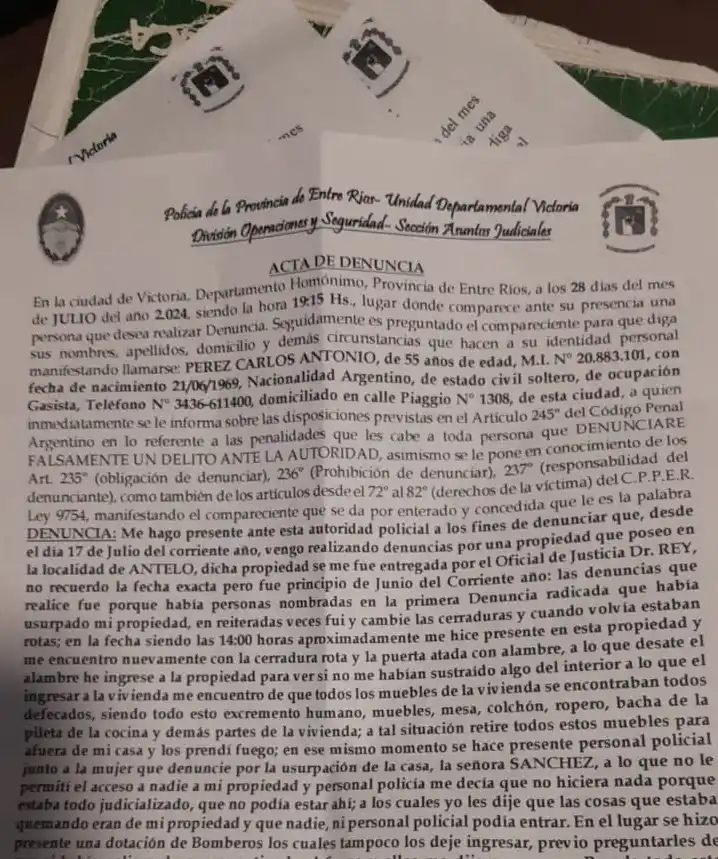 Victoria
mes
del mes
ia una
diga
Policía de la Provincia de Entre Ríos- Unidad Departamental Victoria
División Operaciones y Seguridad- Sección Asuntos Judiciales
ACTA DE DENUNCIA
En la ciudad de Victoria, Departamento Homónimo, Provincia de Entre Ríos, a los 28 días del mes
de JULIO del año 2.024, siendo la hora 19:15 Hs., lugar donde comparece ante su presencia una
persona que desea realizar Denuncia. Seguidamente es preguntado el compareciente para que diga
sus nombres, apellidos, domicilio y demás circunstancias que hacen a su identidad personal
manifestando llamarse: PEREZ CARLOS ANTONIO, de 55 años de edad, M.I. N° 20.883.101, con
fecha de nacimiento 21/06/1969, Nacionalidad Argentino, de estado civil soltero, de ocupación
Gasista, Teléfono N° 3436-611400, domiciliado en calle Piaggio N° 1308, de esta ciudad, a quien
inmediatamente se le informa sobre las disposiciones previstas en el Artículo 245° del Código Penal
Argentino en lo referente a las penalidades que les cabe a toda persona que DENUNCIARE
FALSAMENTE UN DELITO ANTE LA AUTORIDAD, asimismo se le pone en conocimiento de los
Art. 235° (obligación de denunciar), 236° (Prohibición de denunciar), 237° (responsabilidad del
denunciante), como también de los artículos desde el 72° al 82° (derechos de la víctima) del C.P.P.E.R.
Ley 9754, manifestando el compareciente que se da por enterado y concedida que le es la palabra
DENUNCIA: Me hago presente ante esta autoridad policial a los fines de denunciar que, desde
el día 17 de Julio del corriente año, vengo realizando denuncias por una propiedad que poseo en
la localidad de ANTELO, dicha propiedad se me fue entregada por el Oficial de Justicia Dr. REY,
no recuerdo la fecha exacta pero fue principio de Junio del Corriente año: las denuncias que
realice fue porque había personas nombradas en la primera Denuncia radicada que había
usurpado mi propiedad, en reiteradas veces fui y cambie las cerraduras y cuando volvía estaban
rotas; en la fecha siendo las 14:00 horas aproximadamente me hice presente en esta propiedad y
me encuentro nuevamente con la cerradura rota y la puerta atada con alambre, a lo que desate el
alambre he ingrese a la propiedad para ver si no me habían sustraído algo del interior a lo que el
ingresar a la vivienda me encuentro de que todos los muebles de la vivienda se encontraban todos
defecados, siendo todo esto excremento humano, muebles, mesa, colchón, ropero, bacha de la
pileta de la cocina y demás partes de la vivienda; a tal situación retire todos estos muebles para
afuera de mi casa y los prendí fuego; en ese mismo momento se hace presente personal policial
junto a la mujer que denuncie por la usurpación de la casa, la señora SANCHEZ, a lo que no le
permití el acceso a nadie a mi propiedad y personal policía me decía que no hiciera nada porque
estaba todo judicializado, que no podía estar ahí; a los cuales yo les dije que las cosas que estaba
quemando eran de mi propiedad y que nadie, ni personal policial podía entrar. En el lugar se hizo
presente una dotación de Bomberos los cuales tampoco los deje ingresar, previo preguntarles de